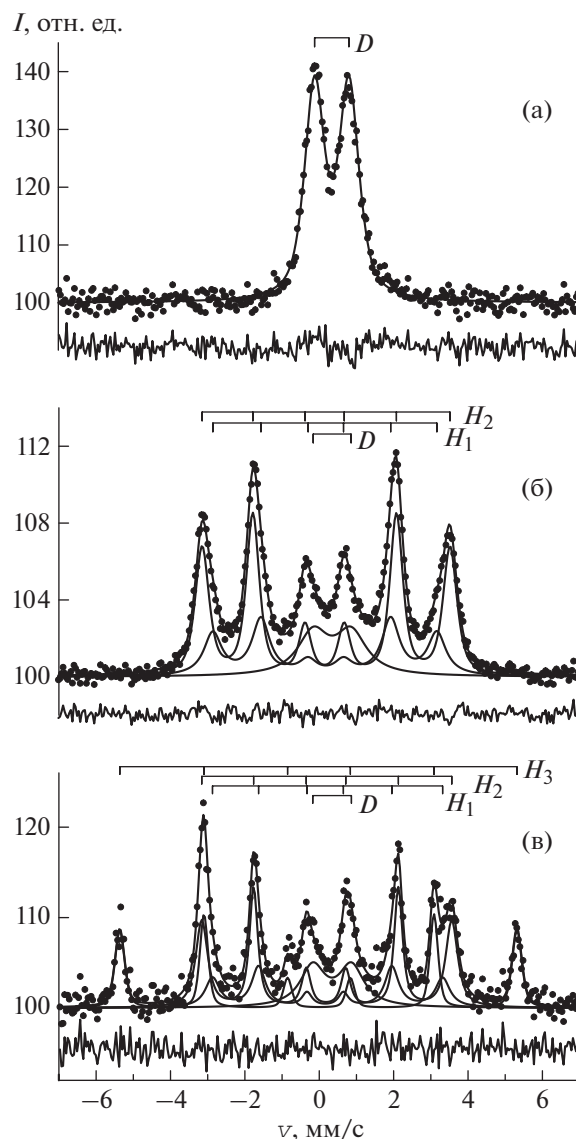 I, отн. ед.
D
140
(а)
130
120
110
100
H₂
112
H₁
D
(б)
108
104
100
H₃
H₂
120
D
H₁
(в)
110
100
−6 −4 −2 0 2 4 6
v, мм/с